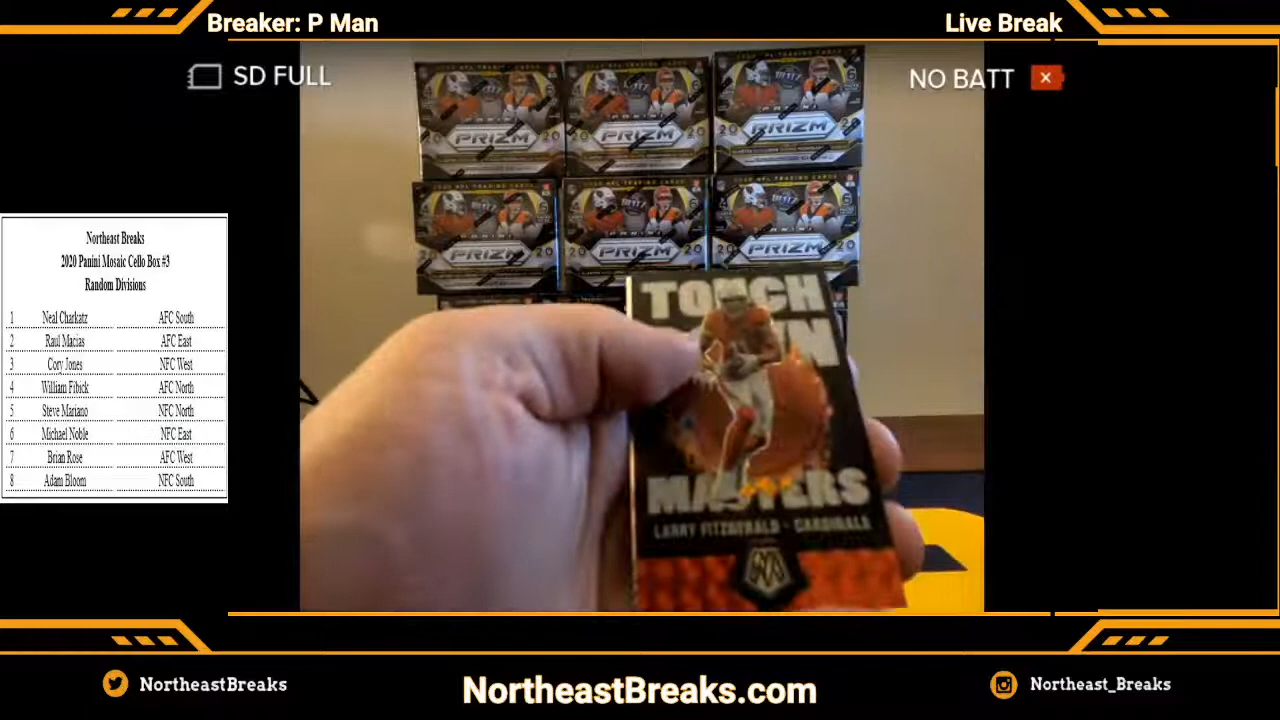 Breaker: P Man
Live Break
SD FULL
NO BATT
PRIZM
PRIZM
PRIZM
PRIZM
PRIZM
PRIZM
Northeast Breaks
2020 Panini Mosaic Cello Box #3
Random Divisions
1 Neal Charkatz AFC South
2 Raul Macias AFC East
3 Cory Jones NFC West
4 William Fibick AFC North
5 Steve Mariano NFC North
6 Michael Noble NFC East
7 Brian Rose AFC West
8 Adam Bloom NFC South
TOUCH
DOWN
MASTERS
LARRY FITZGERALD - CARDINALS
NortheastBreaks
NortheastBreaks.com
Northeast_Breaks